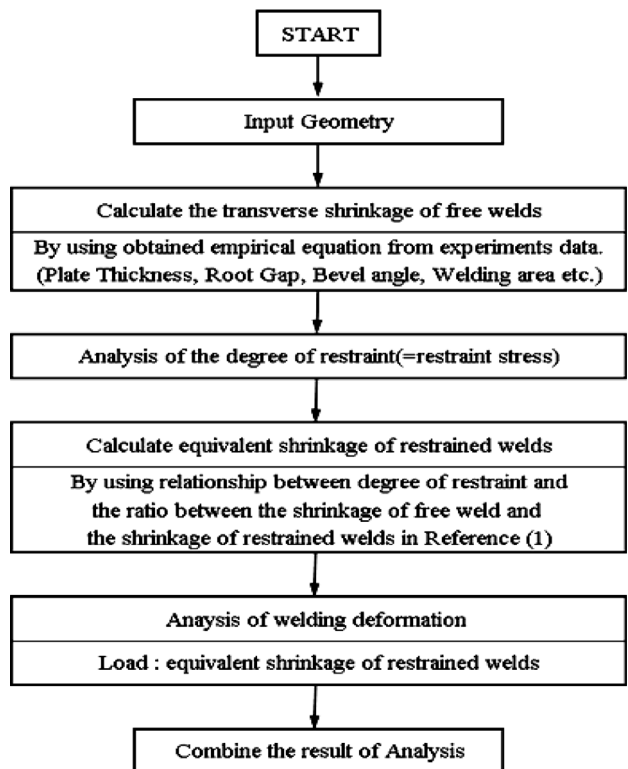 START
Input Geometry
Calculate the transverse shrinkage of free welds
By using obtained empirical equation from experiments data.
(Plate Thickness, Root Gap, Bevel angle, Welding area etc.)
Analysis of the degree of restraint(=restraint stress)
Calculate equivalent shrinkage of restrained welds
By using relationship between degree of restraint and
the ratio between the shrinkage of free weld and
the shrinkage of restrained welds in Reference (1)
Anaysis of welding deformation
Load : equivalent shrinkage of restrained welds
Combine the result of Analysis